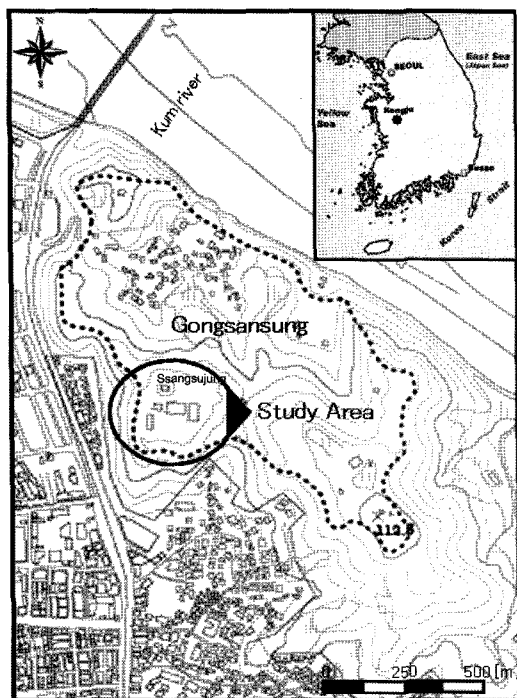 N
S
Kum river
SEOUL
East Sea
(Japan Sea)
Yellow
Sea
Kongju
Pusan
Korea Strait
Gongsansung
Ssangsujung
Study Area
112.8
0 250 500 [m